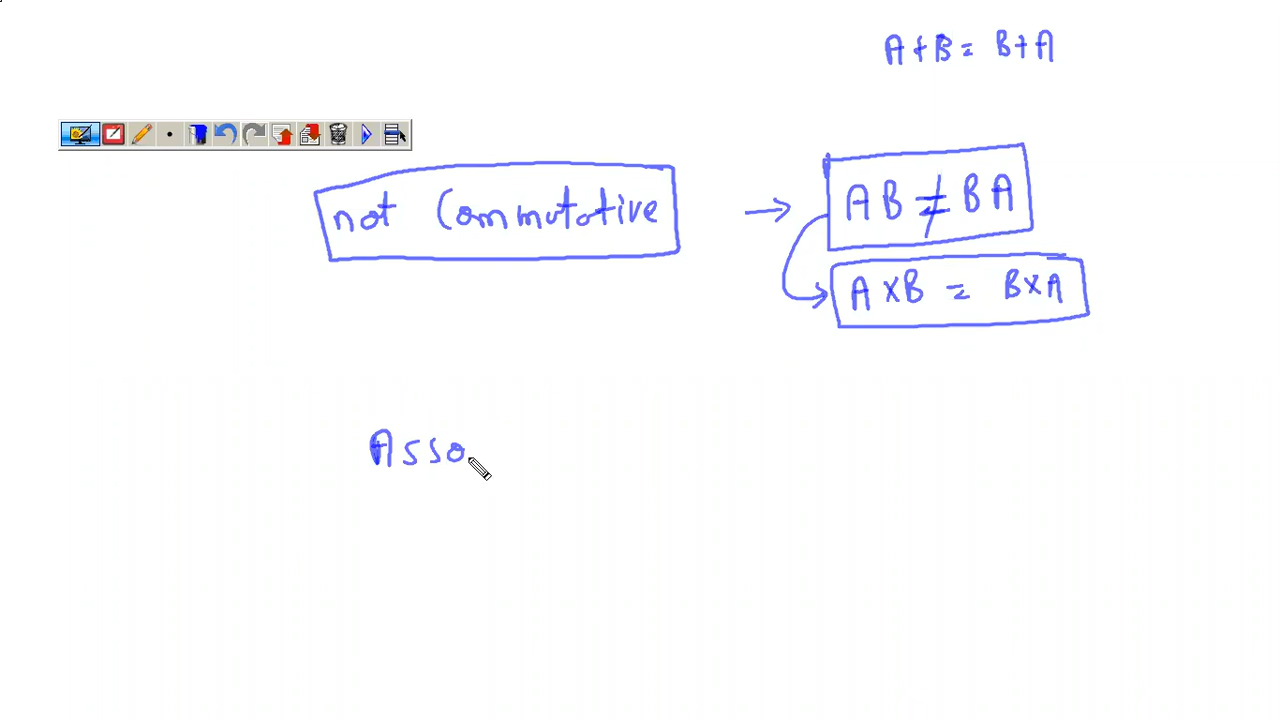 A+B = B+A
not Commutative → AB ≠ BA
A×B = B×A
Asso